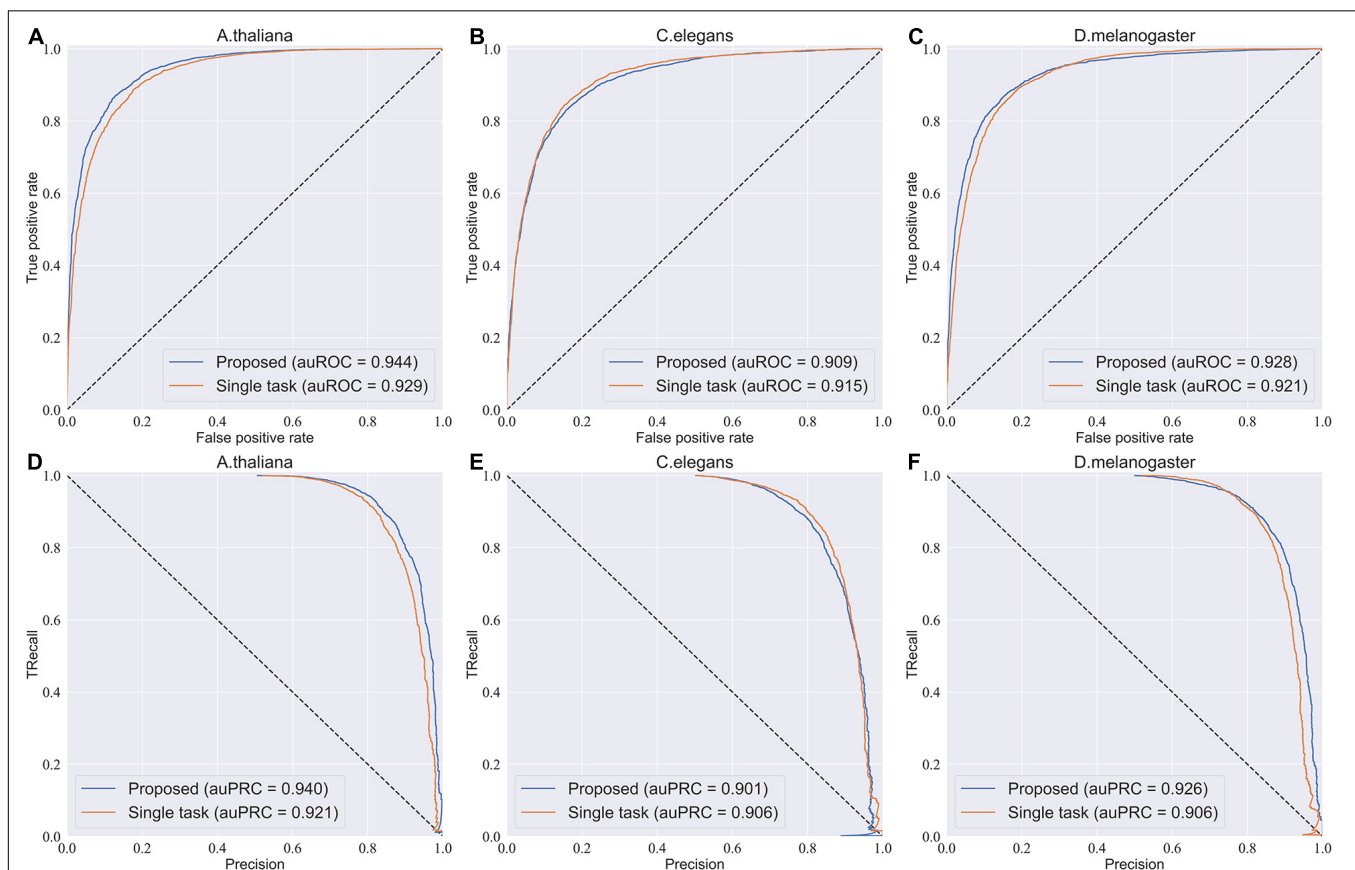 A
A.thaliana
1.0
0.8
0.6
0.4
0.2
0.0
True positive rate
Proposed (auROC = 0.944)
Single task (auROC = 0.929)
0.0 0.2 0.4 0.6 0.8 1.0
False positive rate
B
C.elegans
1.0
0.8
0.6
0.4
0.2
0.0
True positive rate
Proposed (auROC = 0.909)
Single task (auROC = 0.915)
0.0 0.2 0.4 0.6 0.8 1.0
False positive rate
C
D.melanogaster
1.0
0.8
0.6
0.4
0.2
0.0
True positive rate
Proposed (auROC = 0.928)
Single task (auROC = 0.921)
0.0 0.2 0.4 0.6 0.8 1.0
False positive rate
D
A.thaliana
1.0
0.8
0.6
0.4
0.2
0.0
TRecall
Proposed (auPRC = 0.940)
Single task (auPRC = 0.921)
0.0 0.2 0.4 0.6 0.8 1.0
Precision
E
C.elegans
1.0
0.8
0.6
0.4
0.2
0.0
TRecall
Proposed (auPRC = 0.901)
Single task (auPRC = 0.906)
0.0 0.2 0.4 0.6 0.8 1.0
Precision
F
D.melanogaster
1.0
0.8
0.6
0.4
0.2
0.0
TRecall
Proposed (auPRC = 0.926)
Single task (auPRC = 0.906)
0.0 0.2 0.4 0.6 0.8 1.0
Precision